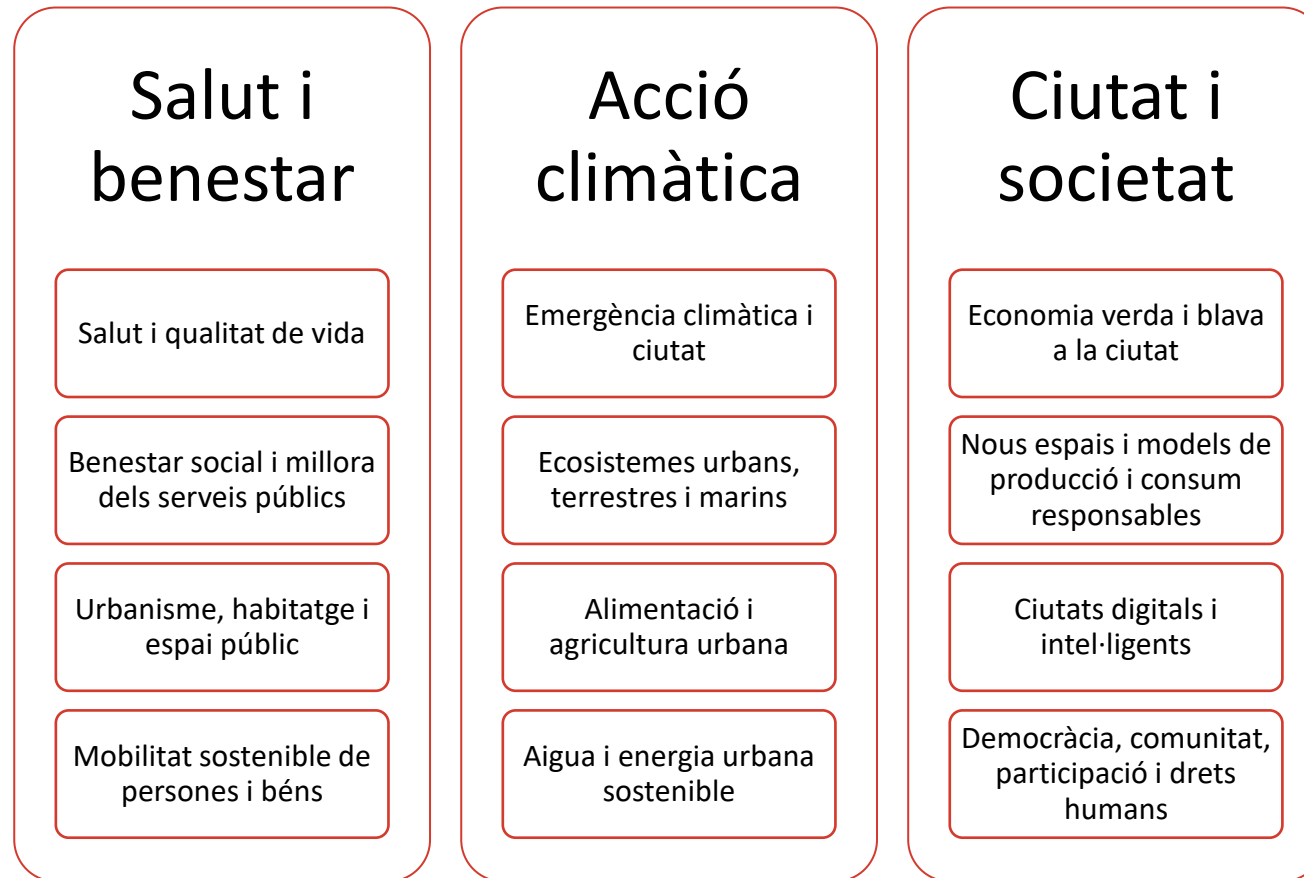 Salut i
benestar
Salut i qualitat de vida
Benestar social i millora
dels serveis públics
Urbanisme, habitatge i
espai públic
Mobilitat sostenible de
persones i béns
Acció
climàtica
Emergència climàtica i
ciutat
Ecosistemes urbans,
terrestres i marins
Alimentació i
agricultura urbana
Aigua i energia urbana
sostenible
Ciutat i
societat
Economia verda i blava
a la ciutat
Nous espais i models de
producció i consum
responsables
Ciutats digitals i
intel·ligents
Democràcia, comunitat,
participació i drets
humans